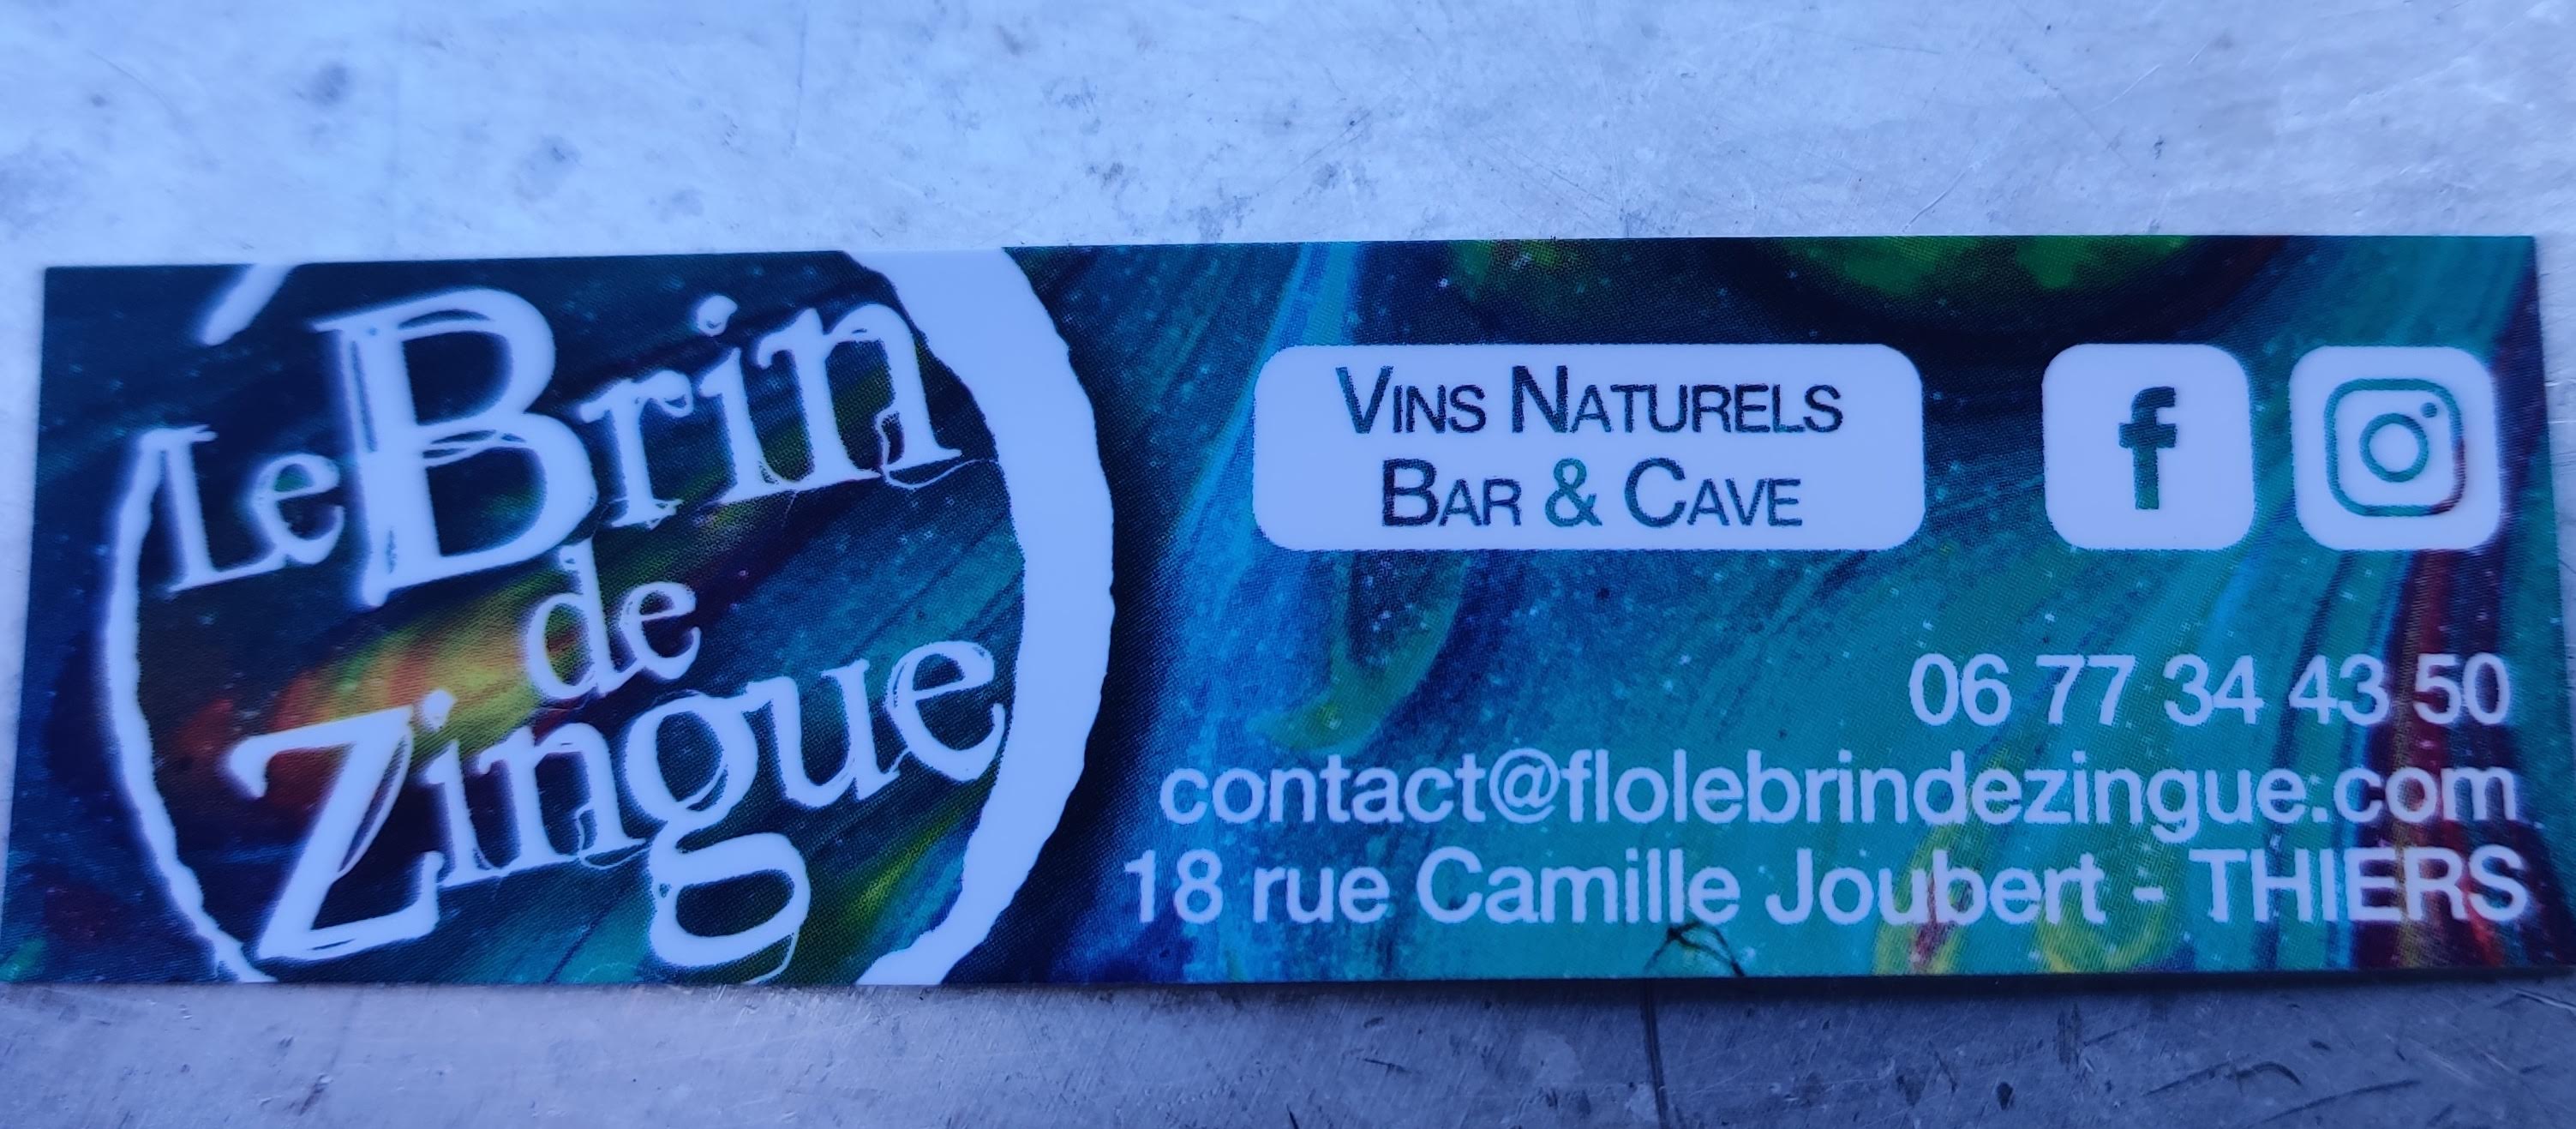 Le Brin
de
Zingue
VINS NATURELS
BAR & CAVE
06 77 34 43 50
contact@flolebrindezingue.com
18 rue Camille Joubert - THIERS